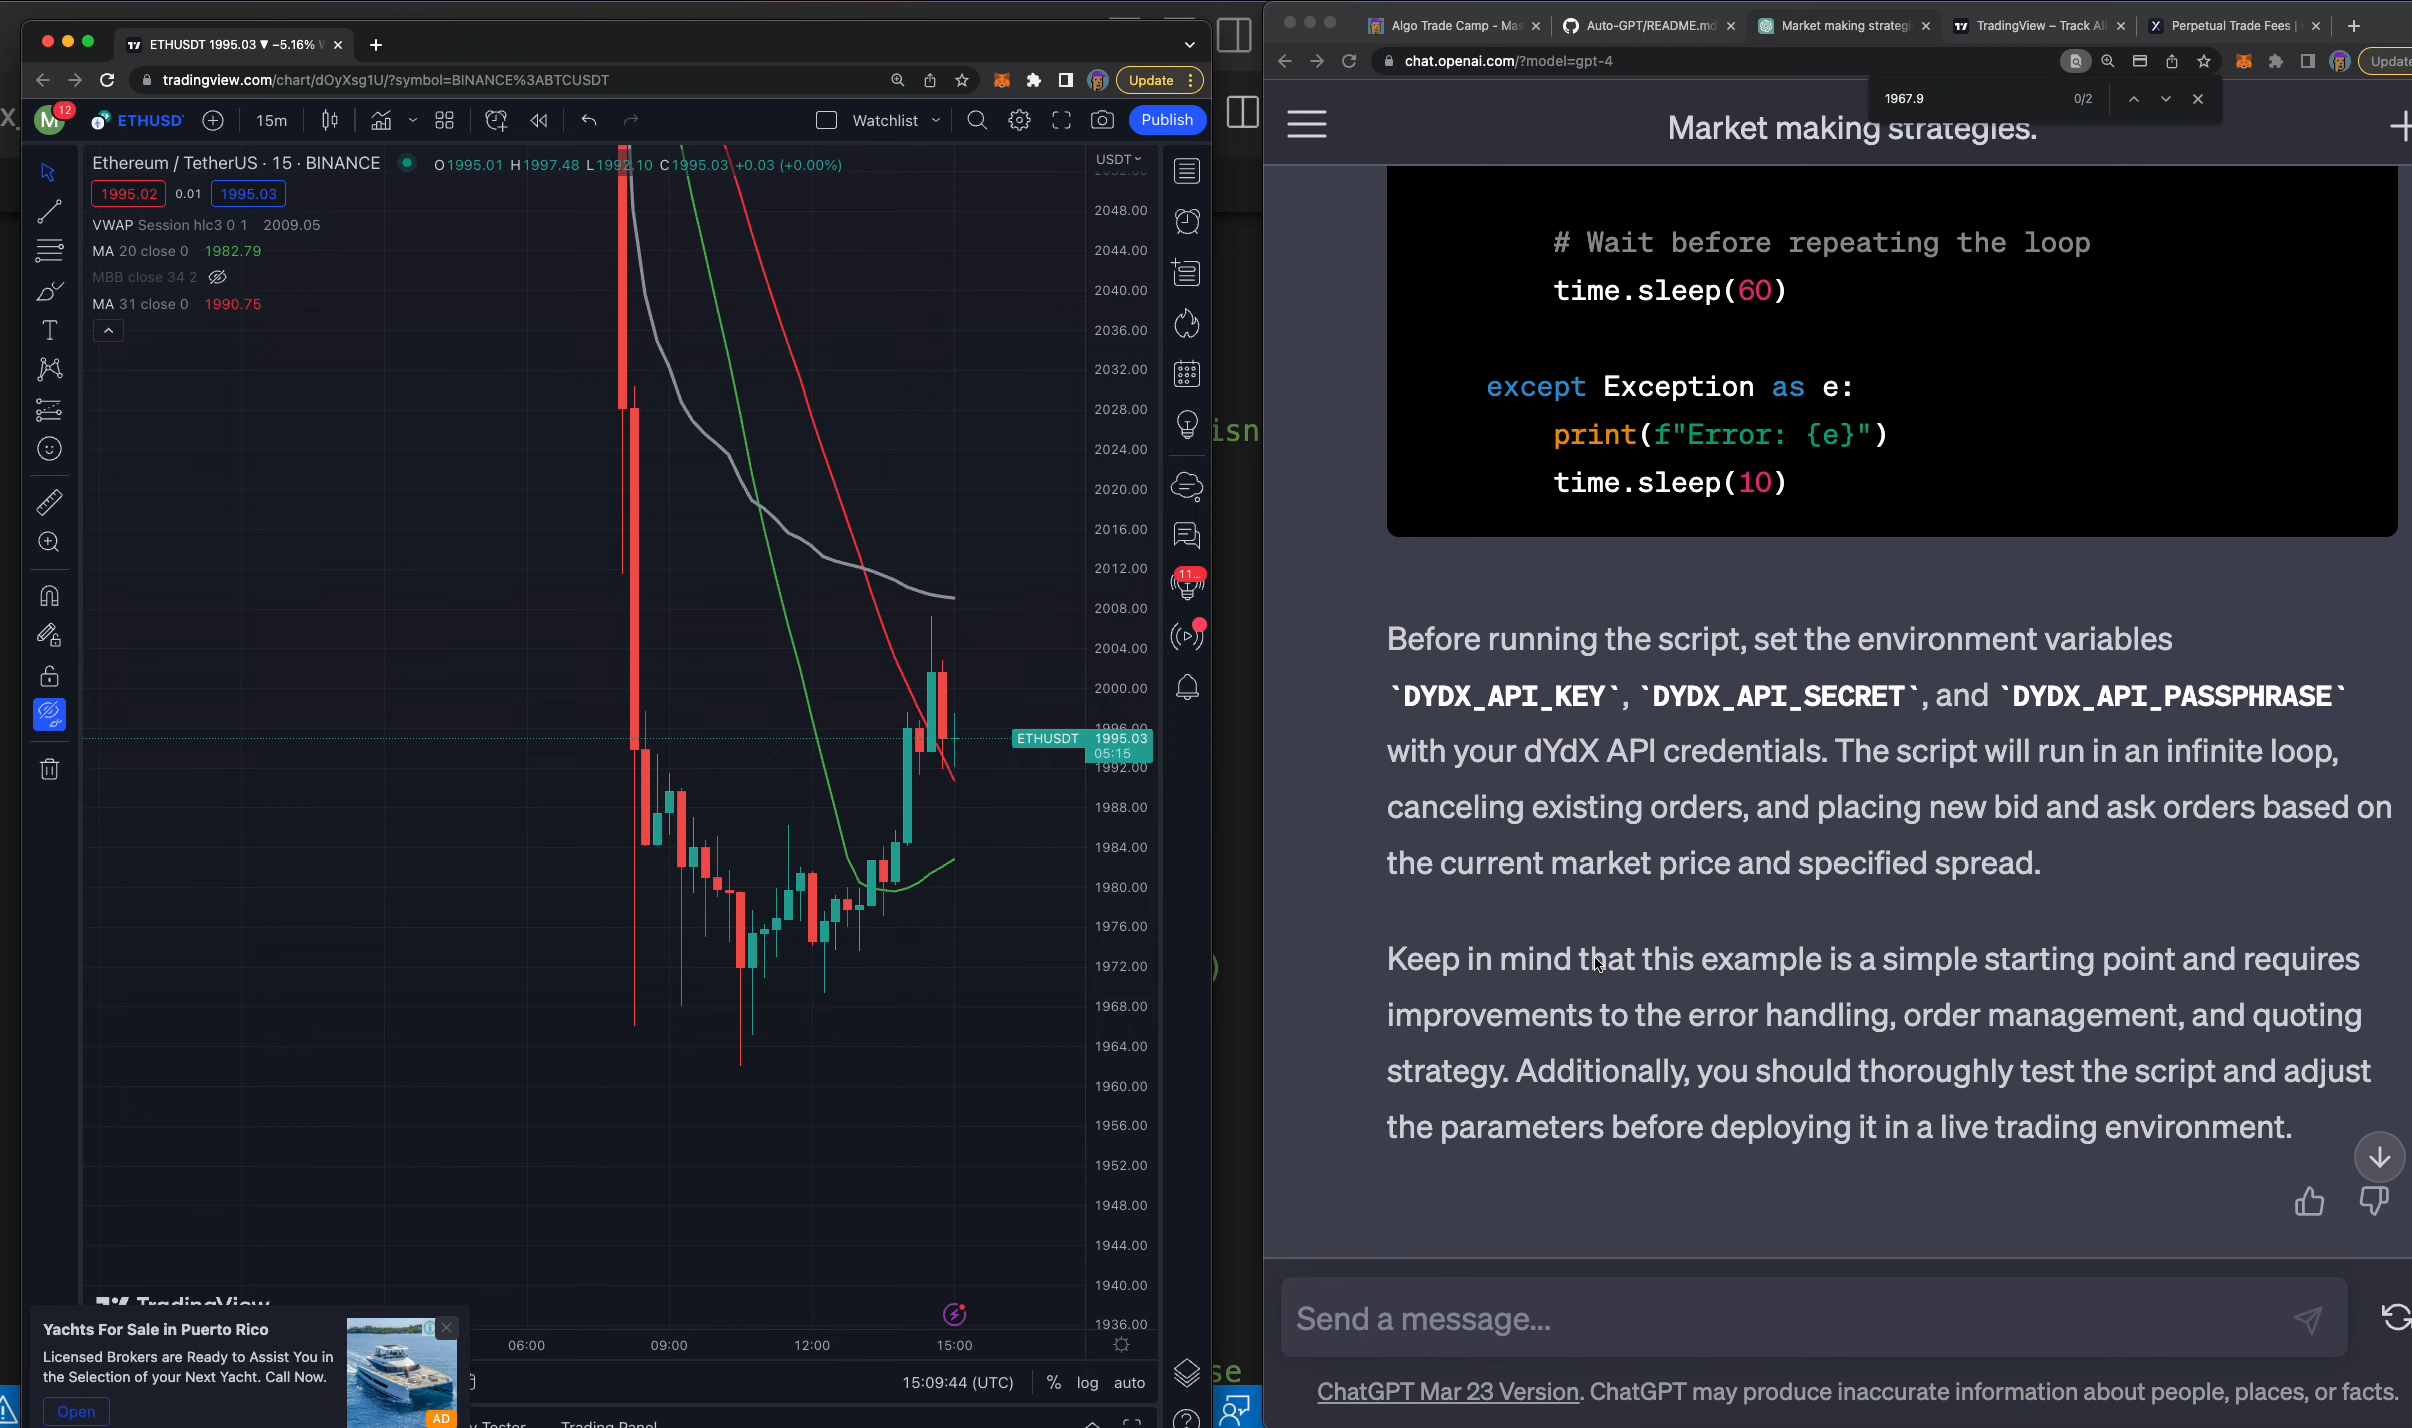 ETHUSDT 1995.03 ▼ −5.16%
tradingview.com/chart/dOyXsg1U/?symbol=BINANCE%3ABTCUSDT
Update
M 12 ETHUSD 15m Watchlist Publish
Ethereum / TetherUS · 15 · BINANCE O1995.01 H1997.48 L1992.10 C1995.03 +0.03 (+0.00%)
1995.02 0.01 1995.03
VWAP Session hlc3 0 1 2009.05
MA 20 close 0 1982.79
MBB close 34 2
MA 31 close 0 1990.75
USDT
2048.00
2044.00
2040.00
2036.00
2032.00
2028.00
2024.00
2020.00
2016.00
2012.00
2008.00
2004.00
2000.00
1996.00
ETHUSDT 1995.03
05:15
1992.00
1988.00
1984.00
1980.00
1976.00
1972.00
1968.00
1964.00
1960.00
1956.00
1952.00
1948.00
1944.00
1940.00
1936.00
11...
TradingView
06:00 09:00 12:00 15:00
15:09:44 (UTC) % log auto
Tester Trading Panel
Yachts For Sale in Puerto Rico
Licensed Brokers are Ready to Assist You in
the Selection of your Next Yacht. Call Now.
Open
AD
isn
)
se
Algo Trade Camp - Mas
Auto-GPT/README.md
Market making strategi
TradingView – Track All
Perpetual Trade Fees |
chat.openai.com/?model=gpt-4
Update
1967.9 0/2
Market making strategies.
# Wait before repeating the loop
time.sleep(60)
except Exception as e:
print(f"Error: {e}")
time.sleep(10)
Before running the script, set the environment variables
`DYDX_API_KEY`, `DYDX_API_SECRET`, and `DYDX_API_PASSPHRASE`
with your dYdX API credentials. The script will run in an infinite loop,
canceling existing orders, and placing new bid and ask orders based on
the current market price and specified spread.
Keep in mind that this example is a simple starting point and requires
improvements to the error handling, order management, and quoting
strategy. Additionally, you should thoroughly test the script and adjust
the parameters before deploying it in a live trading environment.
Send a message...
ChatGPT Mar 23 Version. ChatGPT may produce inaccurate information about people, places, or facts.